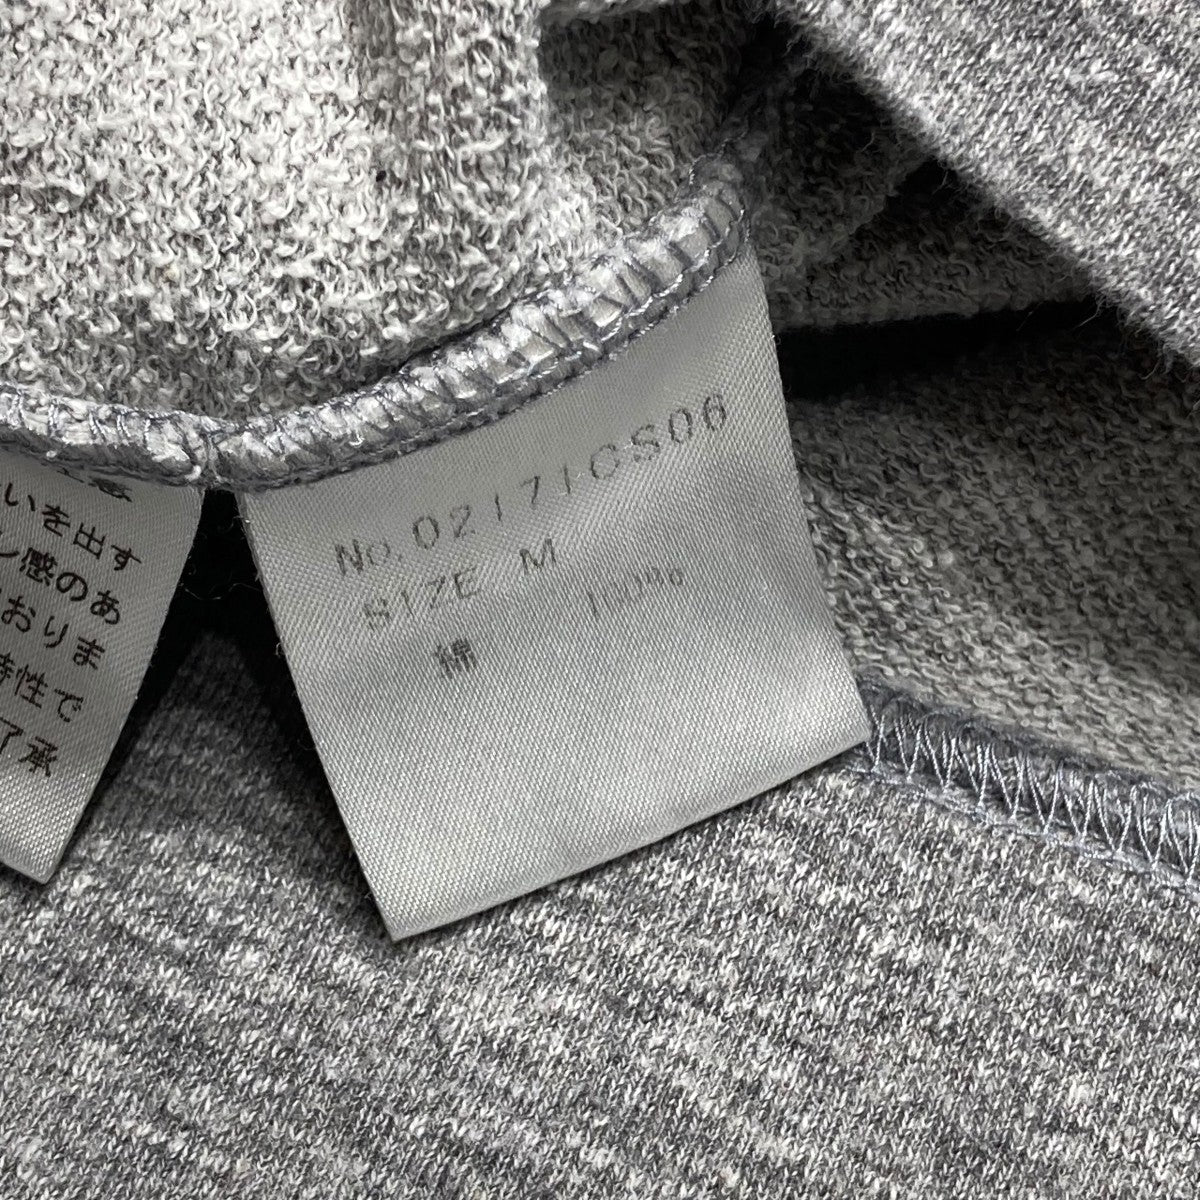 いを出す
ン感のあ
おりま
特性で
了承
No. 02171CS06
SIZE M
綿 100%